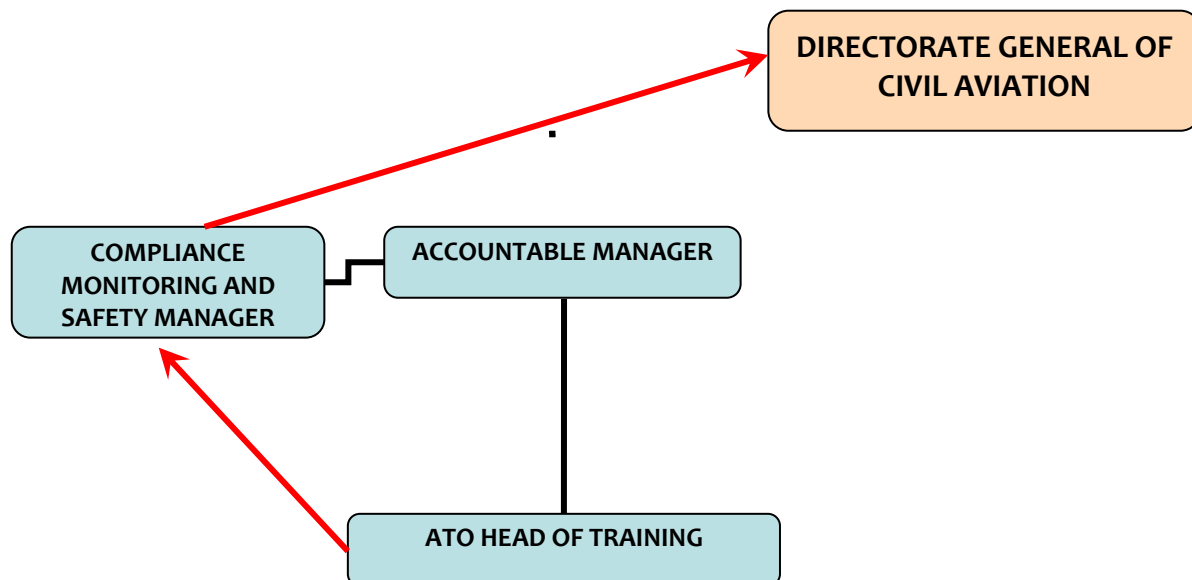 DIRECTORATE GENERAL OF
CIVIL AVIATION
COMPLIANCE
MONITORING AND
SAFETY MANAGER
ACCOUNTABLE MANAGER
ATO HEAD OF TRAINING